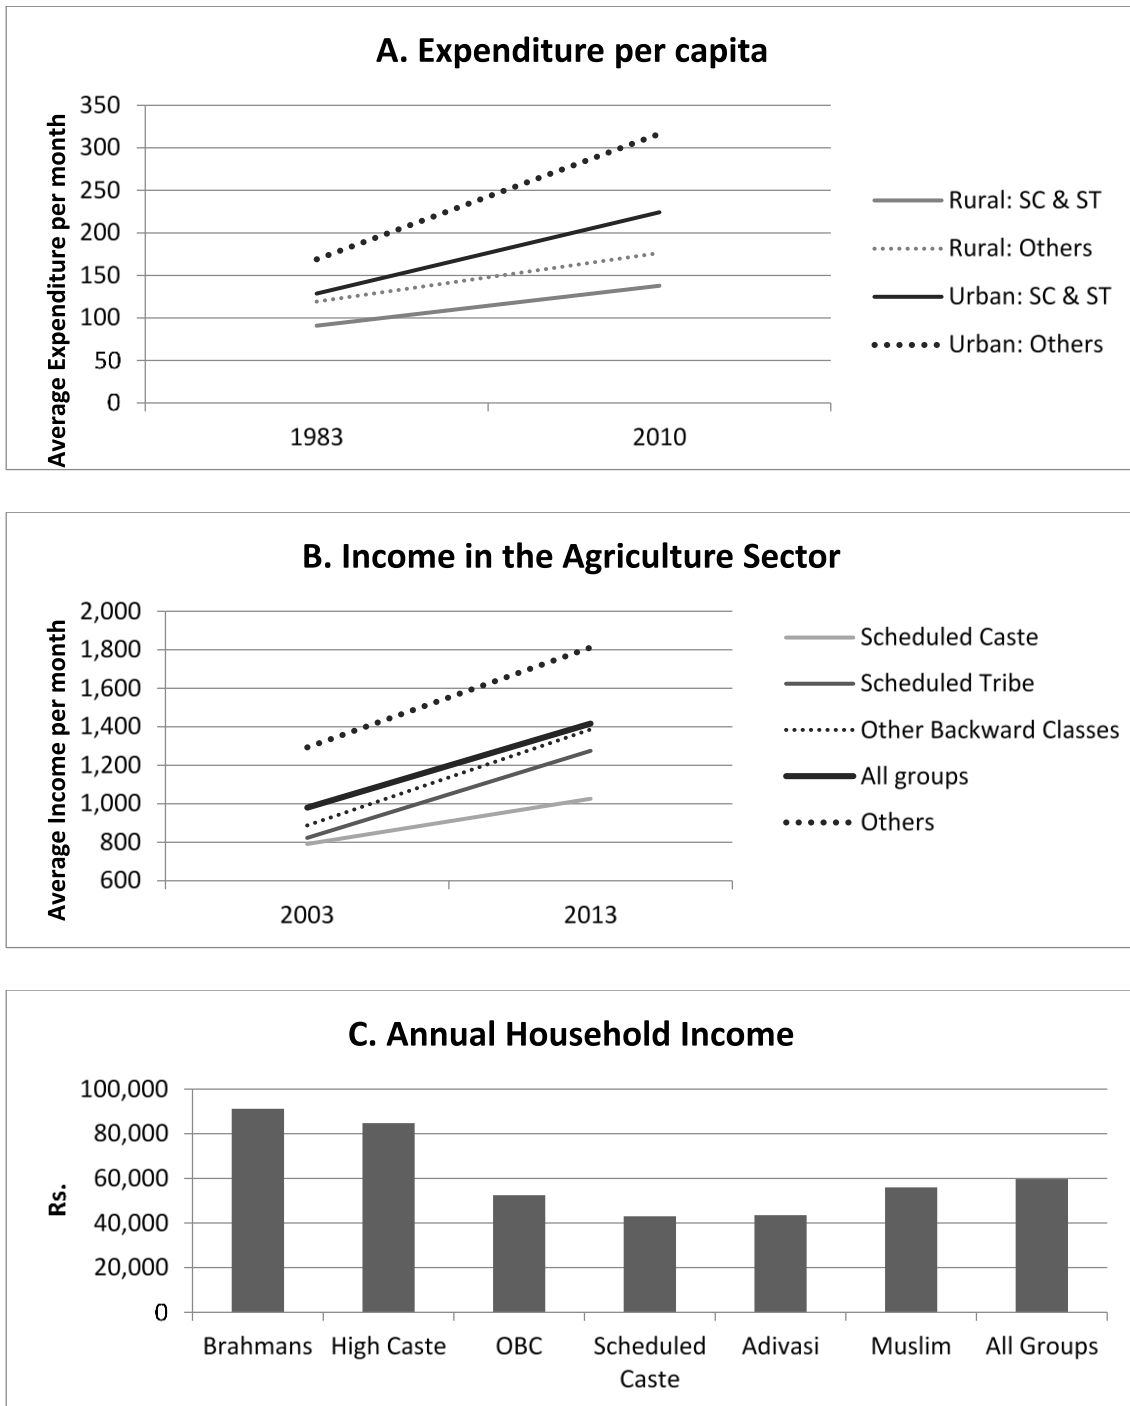 A. Expenditure per capita
Average Expenditure per month
350
300
250
200
150
100
50
0
1983
2010
Rural: SC & ST
Rural: Others
Urban: SC & ST
Urban: Others
B. Income in the Agriculture Sector
Average Income per month
2,000
1,800
1,600
1,400
1,200
1,000
800
600
2003
2013
Scheduled Caste
Scheduled Tribe
Other Backward Classes
All groups
Others
C. Annual Household Income
Rs.
100,000
80,000
60,000
40,000
20,000
0
Brahmans
High Caste
OBC
Scheduled
Caste
Adivasi
Muslim
All Groups